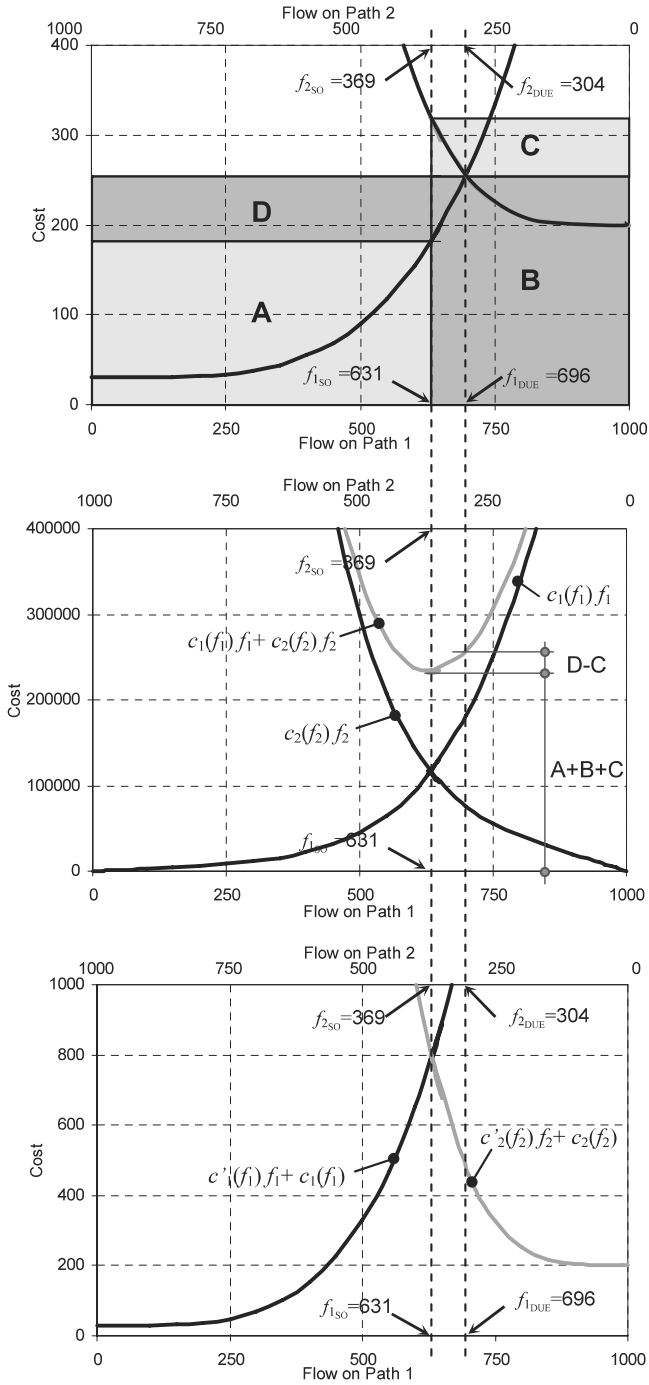 Flow on Path 2
1000 750 500 250 0
400
f2SO =369
f2DUE =304
C
300
D
200
B
A
100
f1SO =631
f1DUE =696
0
Cost
0 250 500 750 1000
Flow on Path 1
Flow on Path 2
1000 750 500 250 0
400000
f2SO =369
c1(f1) f1
300000
c1(f1) f1+ c2(f2) f2
D-C
200000
c2(f2) f2
A+B+C
100000
f1SO =631
0
Cost
0 250 500 750 1000
Flow on Path 1
Flow on Path 2
1000 750 500 250 0
1000
f2SO=369
f2DUE=304
800
600
c'2(f2) f2+ c2(f2)
c'1(f1) f1+ c1(f1)
400
200
f1SO=631
f1DUE=696
0
Cost
0 250 500 750 1000
Flow on Path 1